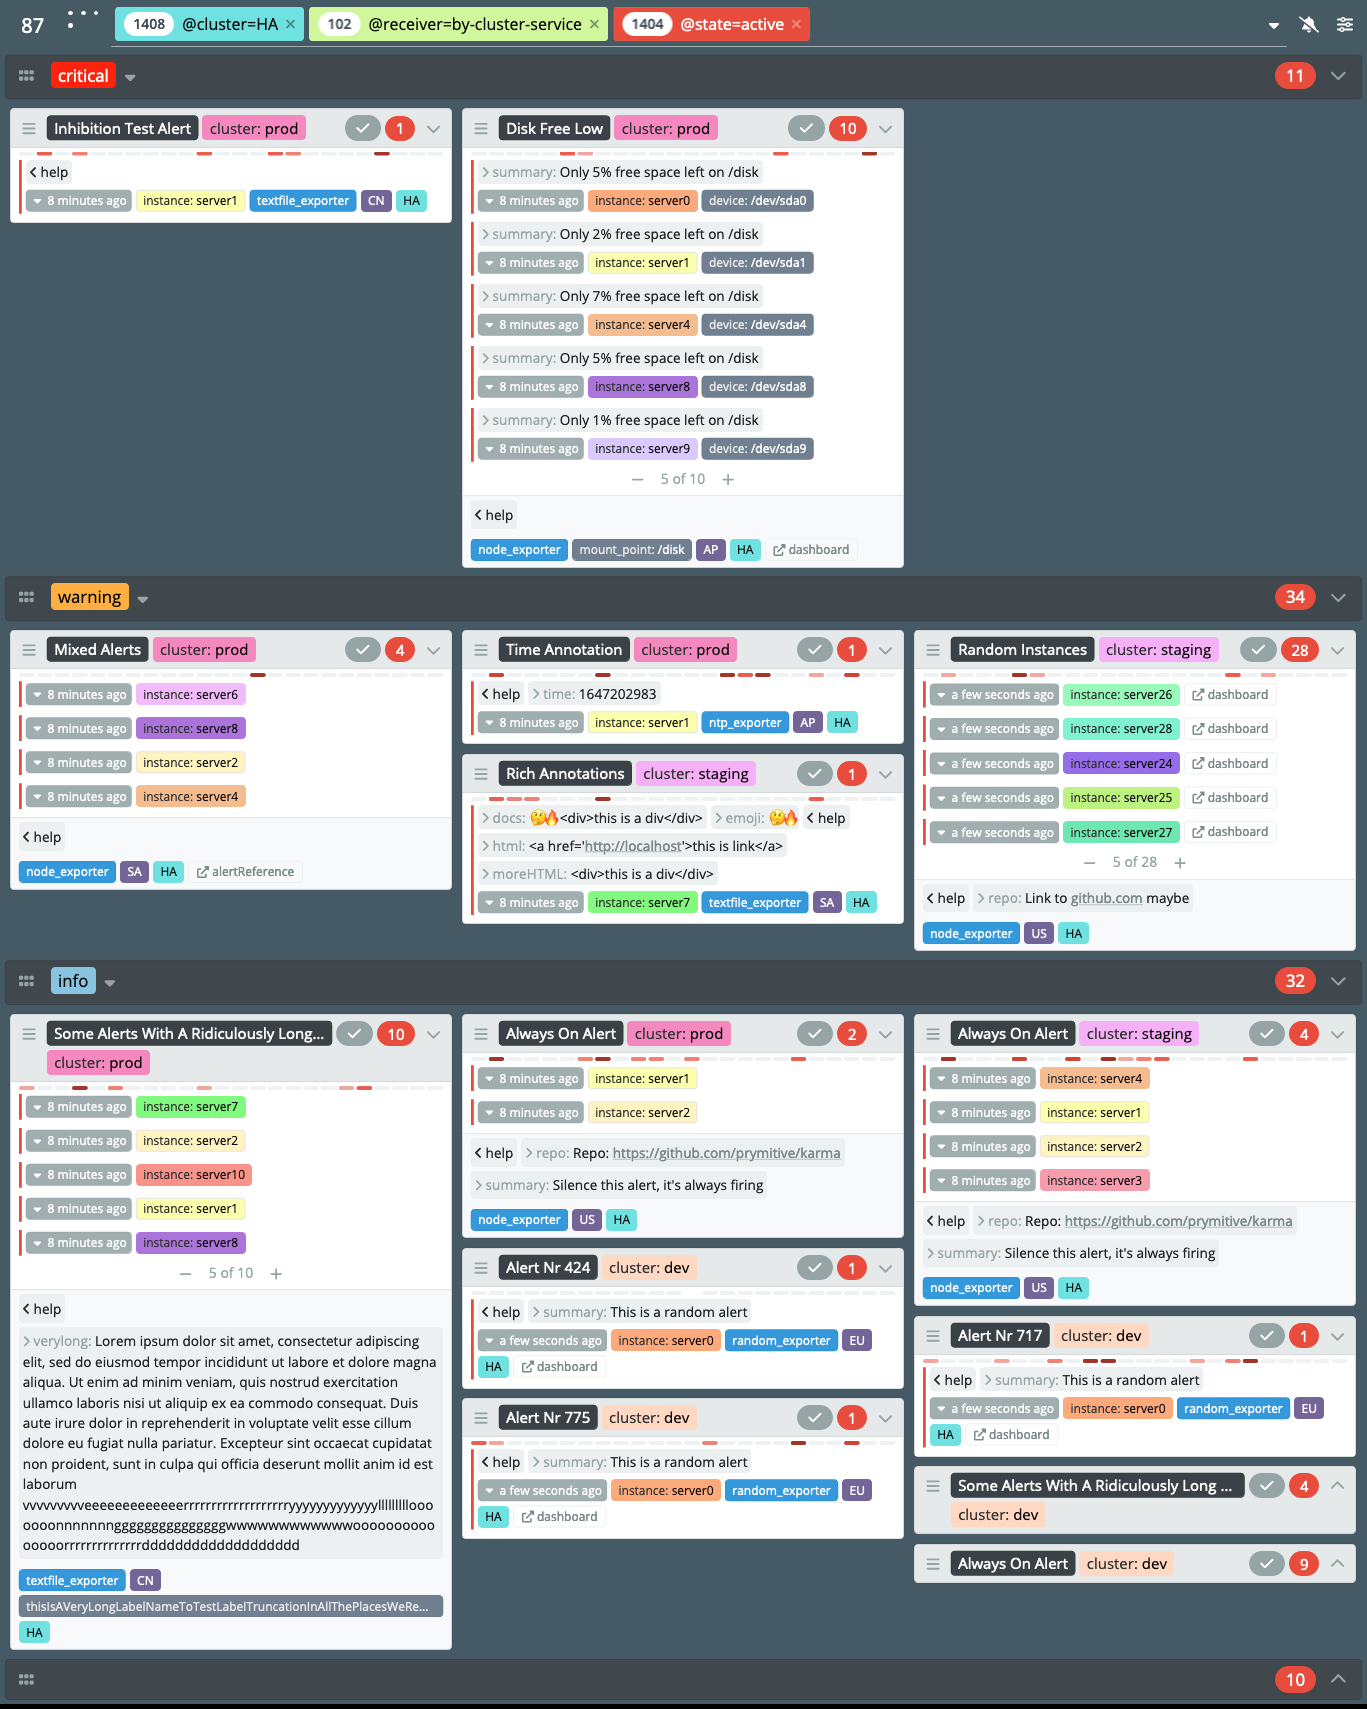 87
1408 @cluster=HA ×
102 @receiver=by-cluster-service ×
1404 @state=active ×
critical
11
Inhibition Test Alert cluster: prod 1
help
8 minutes ago instance: server1 textfile_exporter CN HA
Disk Free Low cluster: prod 10
summary: Only 5% free space left on /disk
8 minutes ago instance: server0 device: /dev/sda0
summary: Only 2% free space left on /disk
8 minutes ago instance: server1 device: /dev/sda1
summary: Only 7% free space left on /disk
8 minutes ago instance: server4 device: /dev/sda4
summary: Only 5% free space left on /disk
8 minutes ago instance: server8 device: /dev/sda8
summary: Only 1% free space left on /disk
8 minutes ago instance: server9 device: /dev/sda9
5 of 10
help
node_exporter mount_point: /disk AP HA dashboard
warning
34
Mixed Alerts cluster: prod 4
8 minutes ago instance: server6
8 minutes ago instance: server8
8 minutes ago instance: server2
8 minutes ago instance: server4
help
node_exporter SA HA alertReference
Time Annotation cluster: prod 1
help time: 1647202983
8 minutes ago instance: server1 ntp_exporter AP HA
Rich Annotations cluster: staging 1
docs: 🤔🔥<div>this is a div</div> emoji: 🤔🔥 help
html: <a href='http://localhost'>this is link</a>
moreHTML: <div>this is a div</div>
8 minutes ago instance: server7 textfile_exporter SA HA
Random Instances cluster: staging 28
a few seconds ago instance: server26 dashboard
a few seconds ago instance: server28 dashboard
a few seconds ago instance: server24 dashboard
a few seconds ago instance: server25 dashboard
a few seconds ago instance: server27 dashboard
5 of 28
help repo: Link to github.com maybe
node_exporter US HA
info
32
Some Alerts With A Ridiculously Long... 10
cluster: prod
8 minutes ago instance: server7
8 minutes ago instance: server2
8 minutes ago instance: server10
8 minutes ago instance: server1
8 minutes ago instance: server8
5 of 10
help
verylong: Lorem ipsum dolor sit amet, consectetur adipiscing
elit, sed do eiusmod tempor incididunt ut labore et dolore magna
aliqua. Ut enim ad minim veniam, quis nostrud exercitation
ullamco laboris nisi ut aliquip ex ea commodo consequat. Duis
aute irure dolor in reprehenderit in voluptate velit esse cillum
dolore eu fugiat nulla pariatur. Excepteur sint occaecat cupidatat
non proident, sunt in culpa qui officia deserunt mollit anim id est
laborum
textfile_exporter CN
thisIsAVeryLongLabelNameToTestLabelTruncationInAllThePlacesWeRe...
HA
Always On Alert cluster: prod 2
8 minutes ago instance: server1
8 minutes ago instance: server2
help repo: Repo: https://github.com/prymitive/karma
summary: Silence this alert, it's always firing
node_exporter US HA
Alert Nr 424 cluster: dev 1
help summary: This is a random alert
a few seconds ago instance: server0 random_exporter EU
HA dashboard
Alert Nr 775 cluster: dev 1
help summary: This is a random alert
a few seconds ago instance: server0 random_exporter EU
HA dashboard
Always On Alert cluster: staging 4
8 minutes ago instance: server4
8 minutes ago instance: server1
8 minutes ago instance: server2
8 minutes ago instance: server3
help repo: Repo: https://github.com/prymitive/karma
summary: Silence this alert, it's always firing
node_exporter US HA
Alert Nr 717 cluster: dev 1
help summary: This is a random alert
a few seconds ago instance: server0 random_exporter EU
HA dashboard
Some Alerts With A Ridiculously Long ... 4
cluster: dev
Always On Alert cluster: dev 9
10